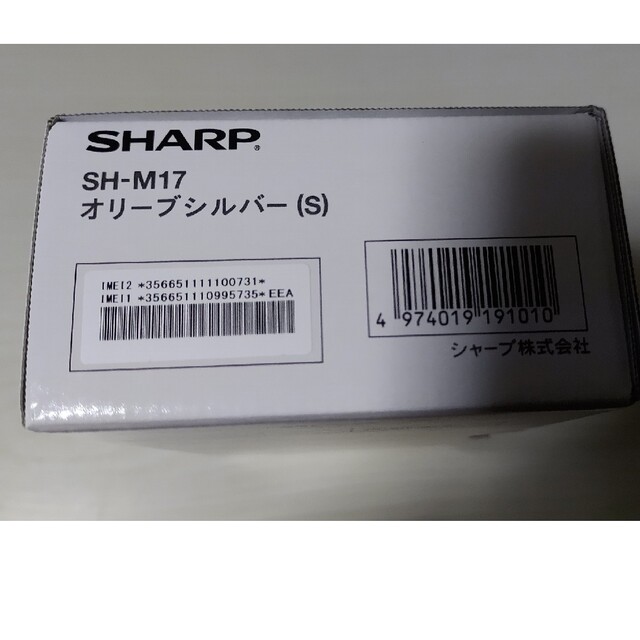 SHARP®
SH-M17
オリーブシルバー(S)
IMEI2 *356651111100731*
IMEI1 *356651110995735*EEA
4 974019 191010
シャープ株式会社